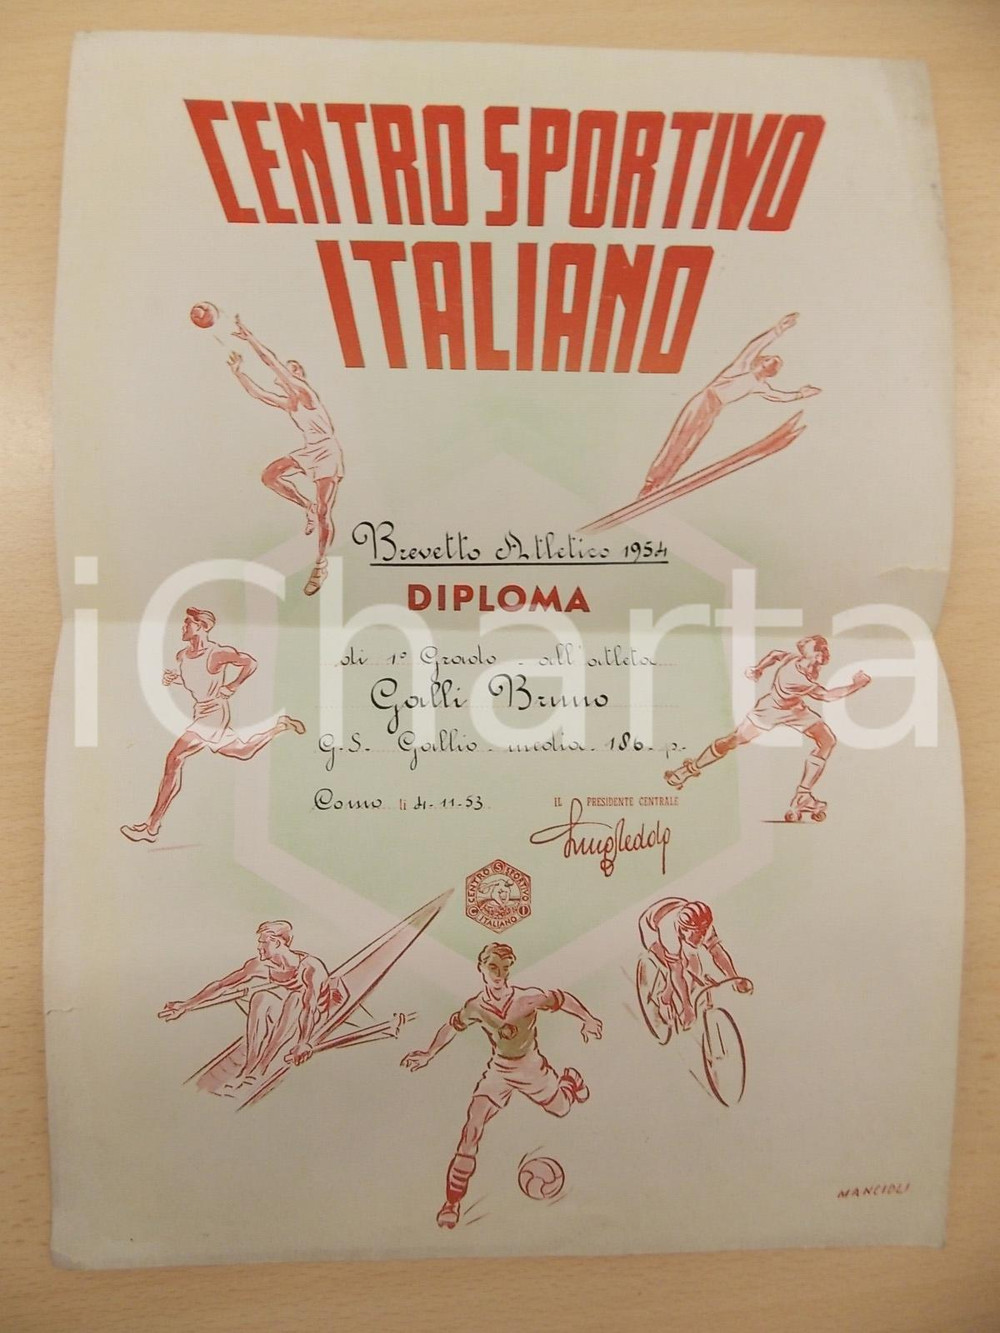 CENTRO SPORTIVO
ITALIANO
Brevetto Atletico 1954
DIPLOMA
di 1° Grado - all'atleta
Galli Bruno
G.S. Gallio - media - 186 - p.
Como li 4-11-53
IL PRESIDENTE CENTRALE
CENTRO SPORTIVO
ITALIANO
C S I
MANCIOLI
iCharta